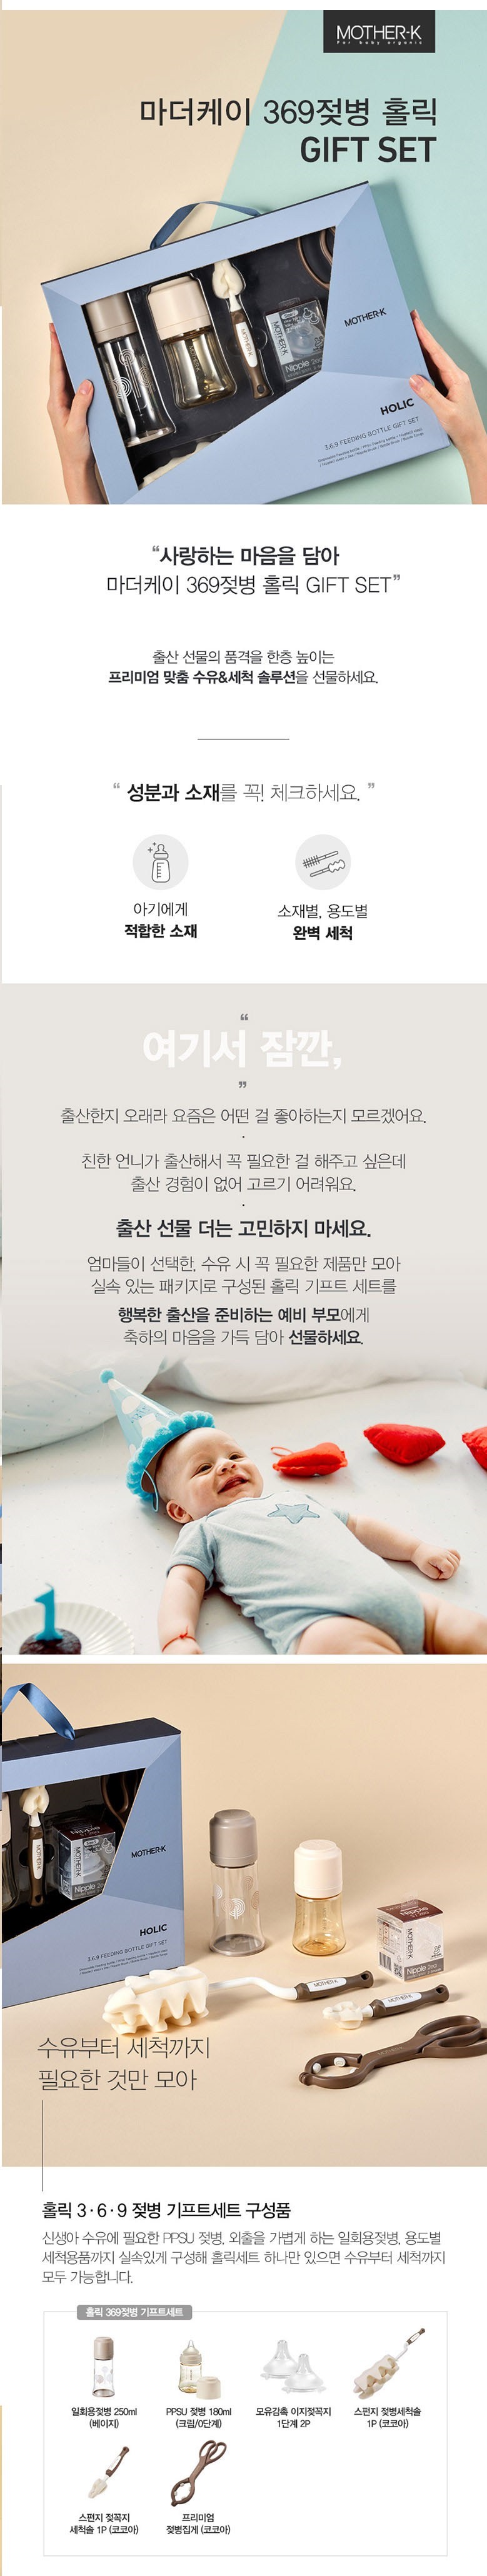 MOTHER-K
For baby organic
마더케이 369젖병 홀릭
GIFT SET
MOTHER-K
MOTHER-K
Nipple 2ea
MOTHER-K
HOLIC
3.6.9 FEEDING BOTTLE GIFT SET
“사랑하는 마음을 담아
마더케이 369젖병 홀릭 GIFT SET”
출산 선물의 품격을 한층 높이는
프리미엄 맞춤 수유&세척 솔루션을 선물하세요.
“ 성분과 소재를 꼭! 체크하세요. ”
아기에게
적합한 소재
소재별, 용도별
완벽 세척
“
여기서 잠깐,
”
출산한지 오래라 요즘은 어떤 걸 좋아하는지 모르겠어요.
친한 언니가 출산해서 꼭 필요한 걸 해주고 싶은데
출산 경험이 없어 고르기 어려워요.
출산 선물 더는 고민하지 마세요.
엄마들이 선택한, 수유 시 꼭 필요한 제품만 모아
실속 있는 패키지로 구성된 홀릭 기프트 세트를
행복한 출산을 준비하는 예비 부모에게
축하의 마음을 가득 담아 선물하세요.
1
MOTHER-K
MOTHER-K
Nipple 2ea
MOTHER-K
HOLIC
3.6.9 FEEDING BOTTLE GIFT SET
MOTHER-K
Nipple 2ea
MOTHER-K
MOTHER-K
수유부터 세척까지
필요한 것만 모아
홀릭 3·6·9 젖병 기프트세트 구성품
신생아 수유에 필요한 PPSU 젖병, 외출을 가볍게 하는 일회용젖병, 용도별
세척용품까지 실속있게 구성해 홀릭세트 하나만 있으면 수유부터 세척까지
모두 가능합니다.
홀릭 369젖병 기프트세트
일회용젖병 250ml
(베이지)
PPSU 젖병 180ml
(크림/0단계)
모유감촉 이지젖꼭지
1단계 2P
스펀지 젖병세척솔
1P (코코아)
스펀지 젖꼭지
세척솔 1P (코코아)
프리미엄
젖병집게 (코코아)